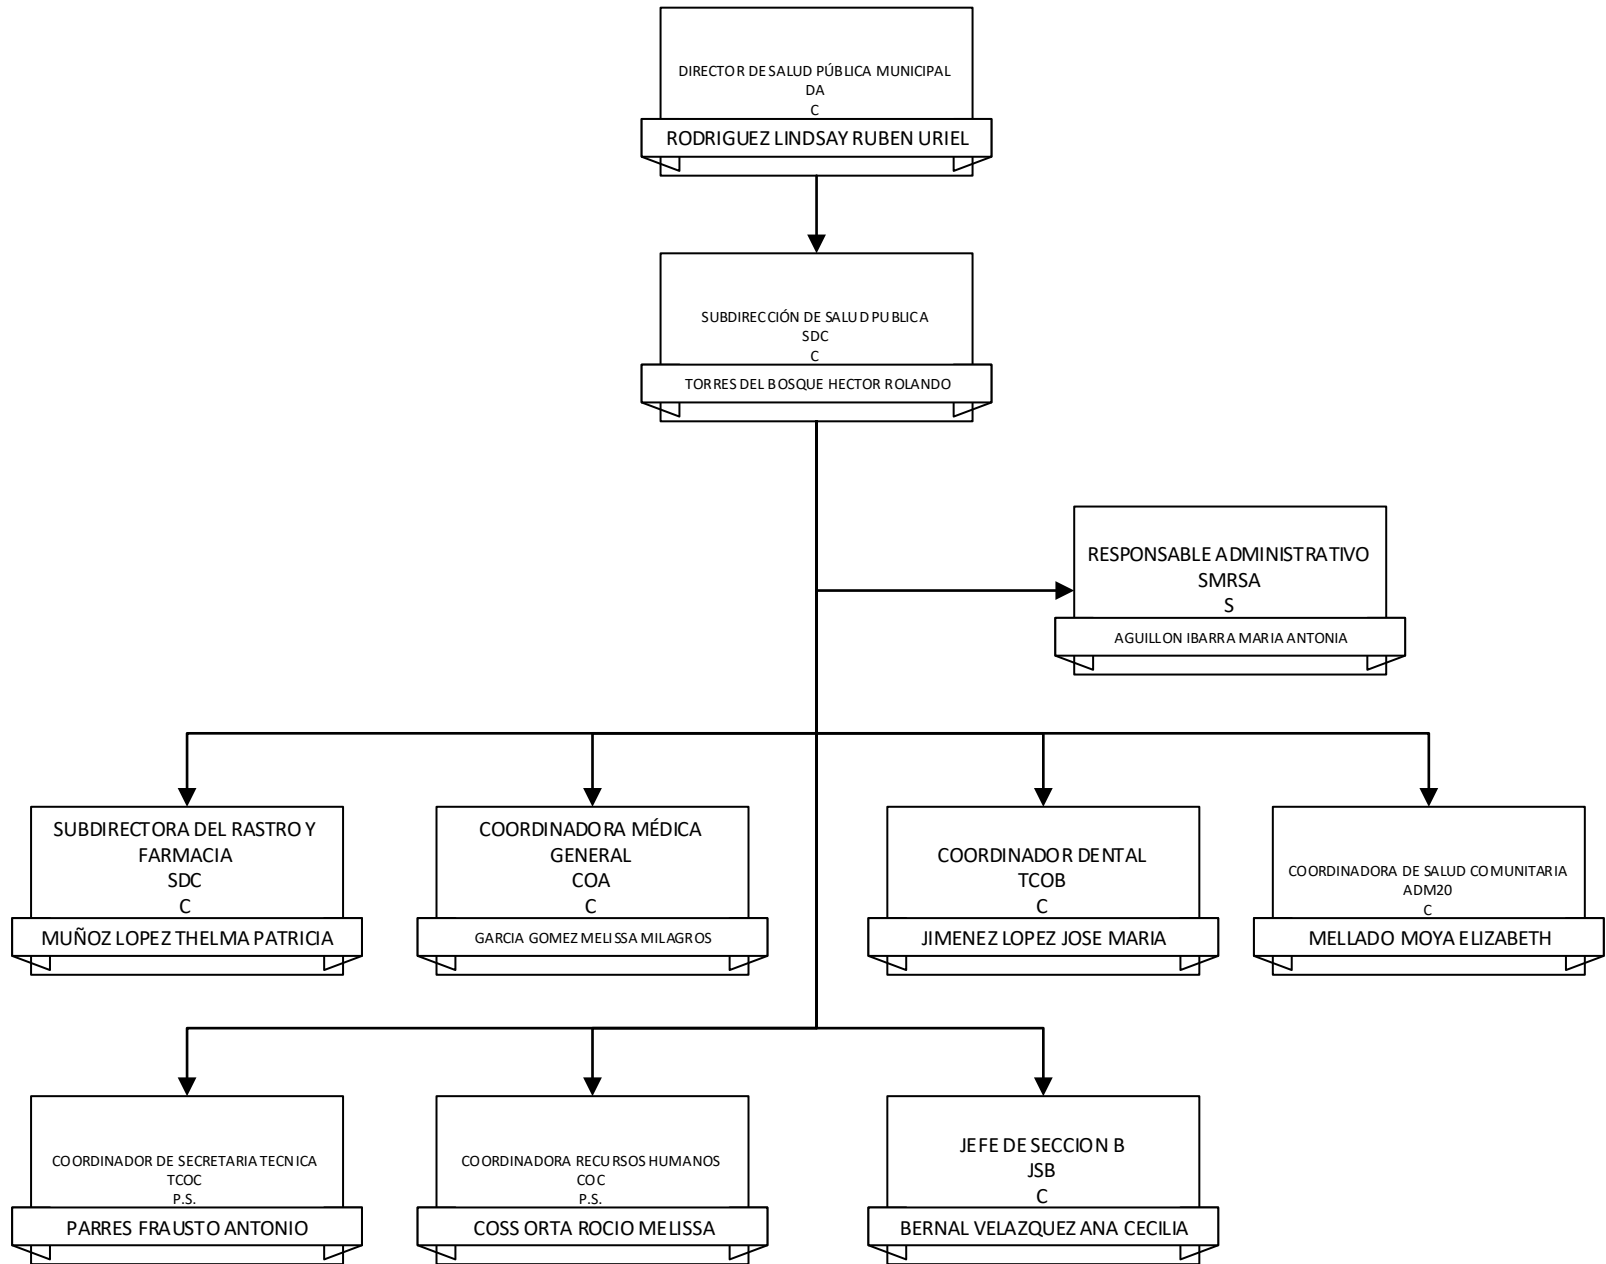 DIRECTOR DE SALUD PÚBLICA MUNICIPAL
DA
C
RODRIGUEZ LINDSAY RUBEN URIEL
SUBDIRECCIÓN DE SALUD PUBLICA
SDC
C
TORRES DEL BOSQUE HECTOR ROLANDO
RESPONSABLE ADMINISTRATIVO
SMRSA
S
AGUILLON IBARRA MARIA ANTONIA
SUBDIRECTORA DEL RASTRO Y
FARMACIA
SDC
C
MUÑOZ LOPEZ THELMA PATRICIA
COORDINADORA MÉDICA
GENERAL
COA
C
GARCIA GOMEZ MELISSA MILAGROS
COORDINADOR DENTAL
TCOB
C
JIMENEZ LOPEZ JOSE MARIA
COORDINADORA DE SALUD COMUNITARIA
ADM20
C
MELLADO MOYA ELIZABETH
COORDINADOR DE SECRETARIA TECNICA
TCOC
P.S.
PARRES FRAUSTO ANTONIO
COORDINADORA RECURSOS HUMANOS
COC
P.S.
COSS ORTA ROCIO MELISSA
JEFE DE SECCION B
JSB
C
BERNAL VELAZQUEZ ANA CECILIA